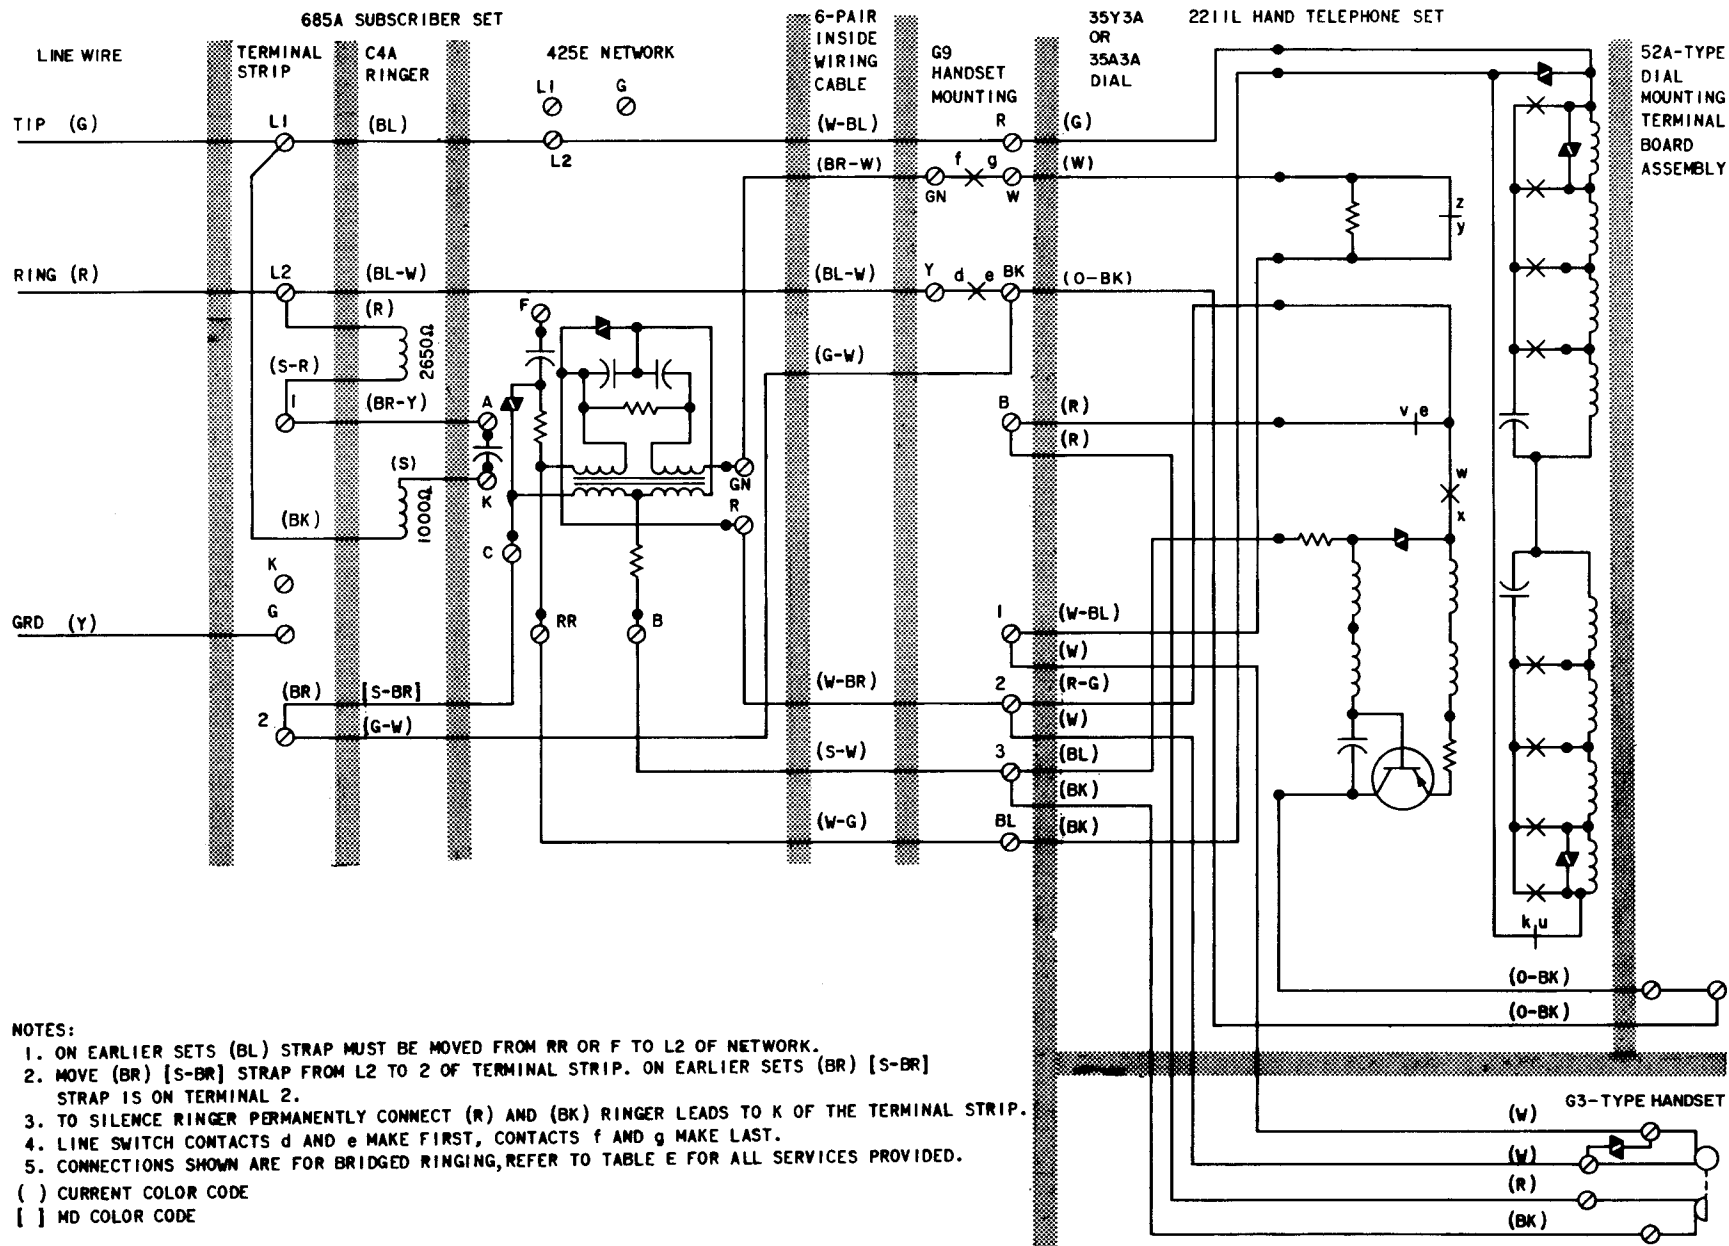 685A SUBSCRIBER SET
6-PAIR
INSIDE
WIRING
CABLE
35Y3A
OR
35A3A
DIAL
2211L HAND TELEPHONE SET
LINE WIRE
TERMINAL
STRIP
C4A
RINGER
425E NETWORK
G9
HANDSET
MOUNTING
52A-TYPE
DIAL
MOUNTING
TERMINAL
BOARD
ASSEMBLY
L1
G
TIP (G)
L1
(BL)
L2
(W-BL)
R
(G)
(BR-W)
f
g
(W)
GN
W
z
y
RING (R)
L2
(BL-W)
(BL-W)
Y
d
e
BK
(O-BK)
(R)
F
2650Ω
(G-W)
(S-R)
1
(BR-Y)
A
B
(R)
v
e
(R)
(S)
K
GN
w
x
R
(BK)
1000Ω
C
K
G
GRD (Y)
RR
B
1
(W-BL)
(W)
(BR)
[S-BR]
(W-BR)
2
(R-G)
2
(G-W)
(W)
(S-W)
3
(BL)
(BK)
(W-G)
BL
(BK)
k
u
(O-BK)
(O-BK)
NOTES:
1. ON EARLIER SETS (BL) STRAP MUST BE MOVED FROM RR OR F TO L2 OF NETWORK.
2. MOVE (BR) [S-BR] STRAP FROM L2 TO 2 OF TERMINAL STRIP. ON EARLIER SETS (BR) [S-BR]
STRAP IS ON TERMINAL 2.
3. TO SILENCE RINGER PERMANENTLY CONNECT (R) AND (BK) RINGER LEADS TO K OF THE TERMINAL STRIP.
4. LINE SWITCH CONTACTS d AND e MAKE FIRST, CONTACTS f AND g MAKE LAST.
5. CONNECTIONS SHOWN ARE FOR BRIDGED RINGING, REFER TO TABLE E FOR ALL SERVICES PROVIDED.
( ) CURRENT COLOR CODE
[ ] MD COLOR CODE
G3-TYPE HANDSET
(W)
(W)
(R)
(BK)